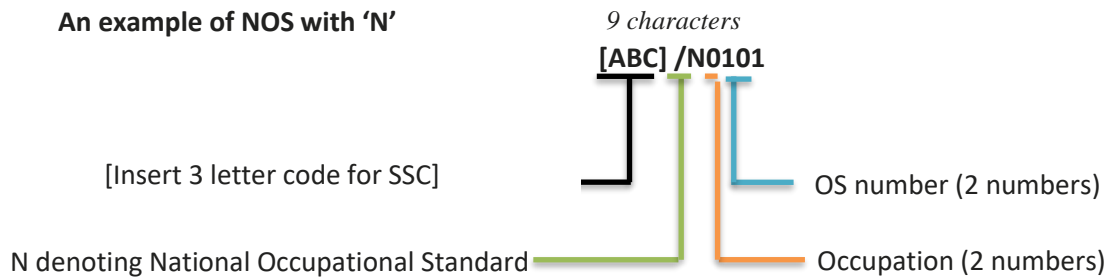 An example of NOS with ‘N’
9 characters
[ABC] /N0101
[Insert 3 letter code for SSC]
OS number (2 numbers)
N denoting National Occupational Standard
Occupation (2 numbers)